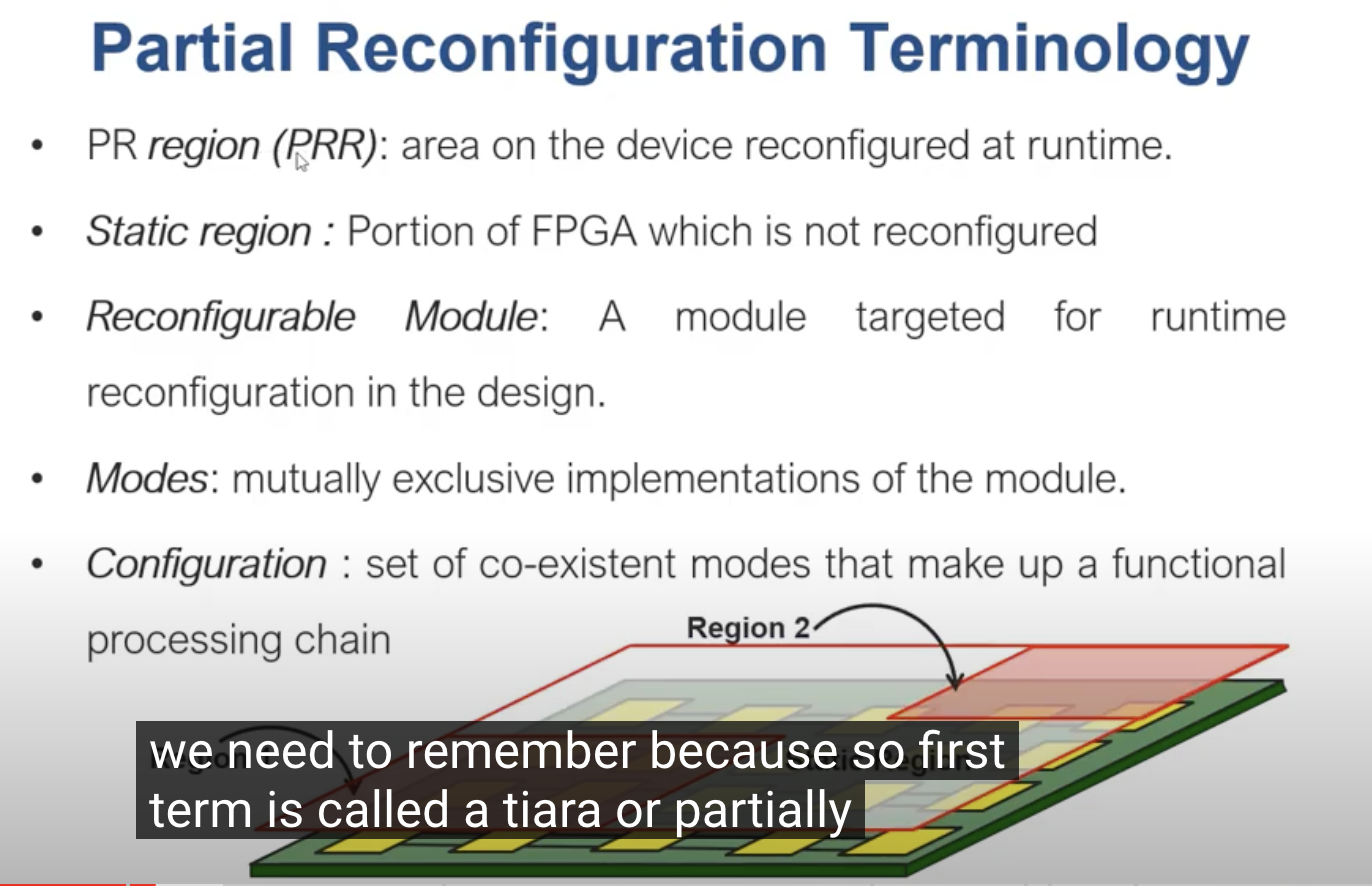 Partial Reconfiguration Terminology
• PR region (PRR): area on the device reconfigured at runtime.
• Static region : Portion of FPGA which is not reconfigured
• Reconfigurable Module: A module targeted for runtime
reconfiguration in the design.
• Modes: mutually exclusive implementations of the module.
• Configuration : set of co-existent modes that make up a functional
processing chain
Region 2
we need to remember because so first
term is called a tiara or partially